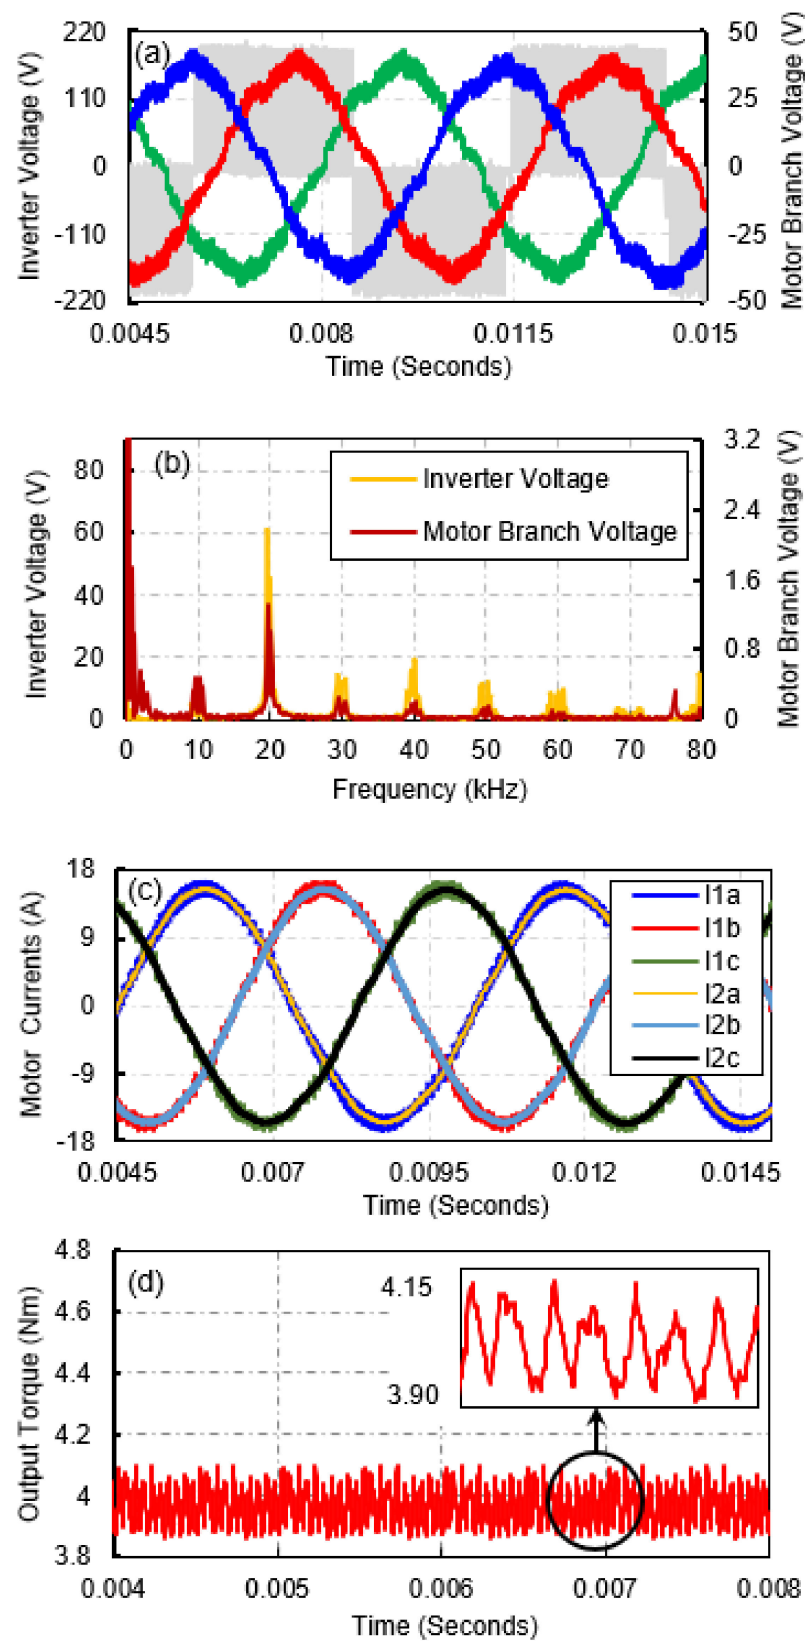 220
110
0
-110
-220
Inverter Voltage (V)
(a)
50
25
0
-25
-50
Motor Branch Voltage (V)
0.0045
0.008
0.0115
0.015
Time (Seconds)
80
60
40
20
0
Inverter Voltage (V)
(b)
Inverter Voltage
Motor Branch Voltage
3.2
2.4
1.6
0.8
0
Motor Branch Voltage (V)
0
10
20
30
40
50
60
70
80
Frequency (kHz)
18
9
0
-9
-18
Motor Currents (A)
(c)
I1a
I1b
I1c
I2a
I2b
I2c
0.0045
0.007
0.0095
0.012
0.0145
Time (Seconds)
4.8
4.6
4.4
4.2
4
3.8
Output Torque (Nm)
(d)
4.15
3.90
0.004
0.005
0.006
0.007
0.008
Time (Seconds)